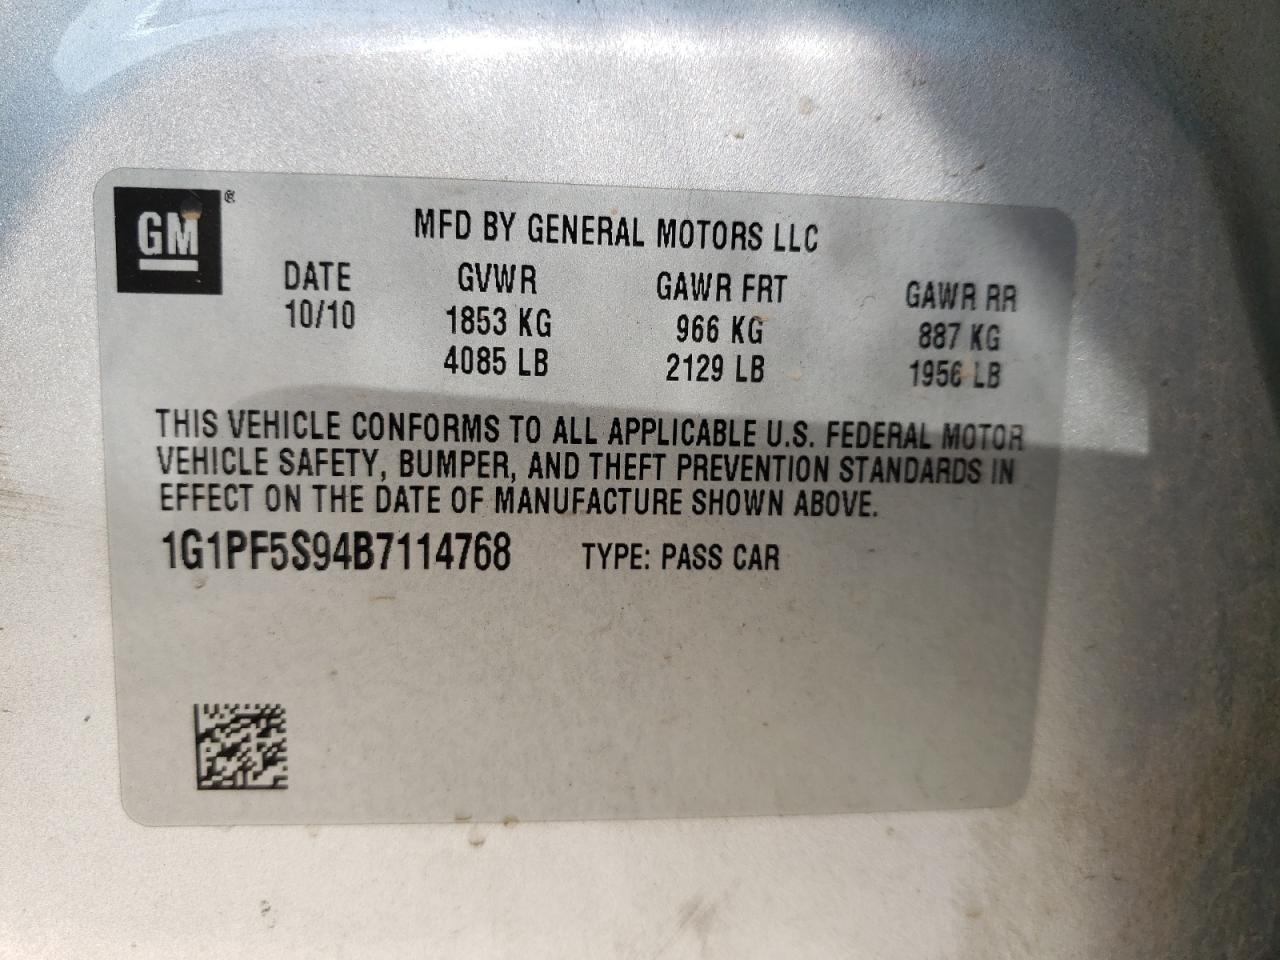 GM®
MFD BY GENERAL MOTORS LLC
DATE GVWR GAWR FRT GAWR RR
10/10 1853 KG 966 KG 887 KG
4085 LB 2129 LB 1956 LB
THIS VEHICLE CONFORMS TO ALL APPLICABLE U.S. FEDERAL MOTOR
VEHICLE SAFETY, BUMPER, AND THEFT PREVENTION STANDARDS IN
EFFECT ON THE DATE OF MANUFACTURE SHOWN ABOVE.
1G1PF5S94B7114768 TYPE: PASS CAR